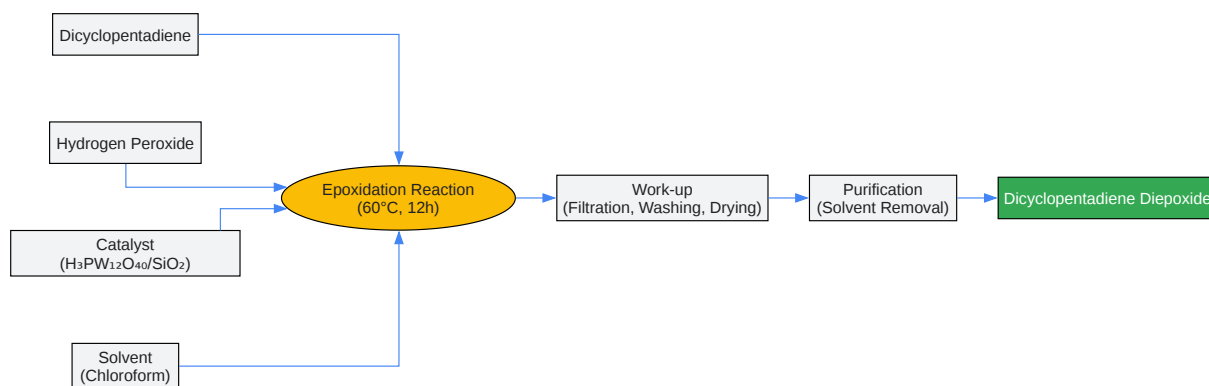 Dicyclopentadiene
Hydrogen Peroxide
Catalyst
(H₃PW₁₂O₄₀/SiO₂)
Solvent
(Chloroform)
Epoxidation Reaction
(60°C, 12h)
Work-up
(Filtration, Washing, Drying)
Purification
(Solvent Removal)
Dicyclopentadiene Diepoxide